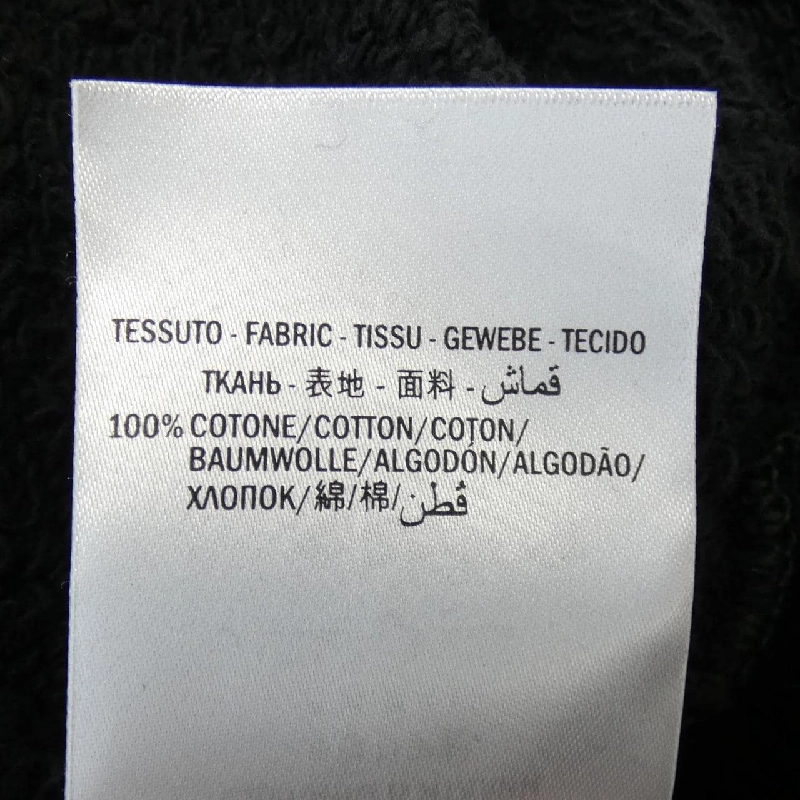 TESSUTO - FABRIC - TISSU - GEWEBE - TECIDO
ТКАНЬ - 表地 - 面料 - قماش
100% COTONE/COTTON/COTON/
BAUMWOLLE/ALGODÓN/ALGODÃO/
ХЛОПОК/綿/棉/قطن